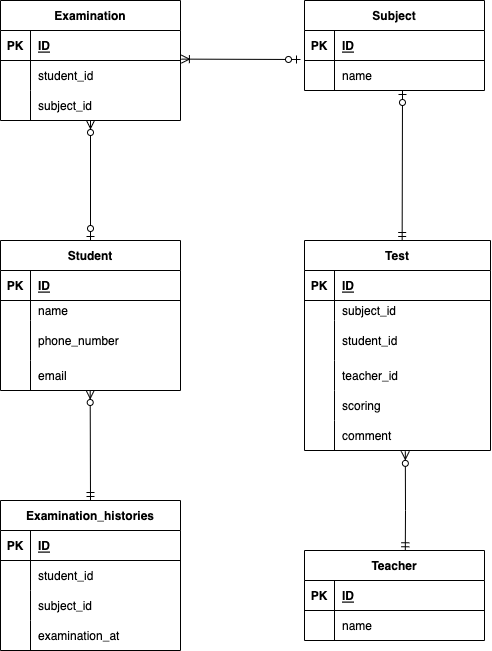 Examination
PK ID
student_id
subject_id
Subject
PK ID
name
Student
PK ID
name
phone_number
email
Test
PK ID
subject_id
student_id
teacher_id
scoring
comment
Examination_histories
PK ID
student_id
subject_id
examination_at
Teacher
PK ID
name